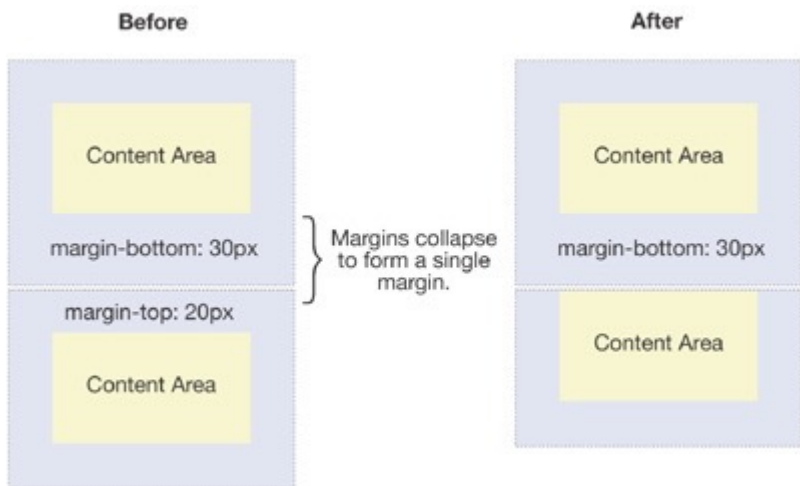 Before
After
Content Area
margin-bottom: 30px
margin-top: 20px
Content Area
Margins collapse
to form a single
margin.
Content Area
margin-bottom: 30px
Content Area